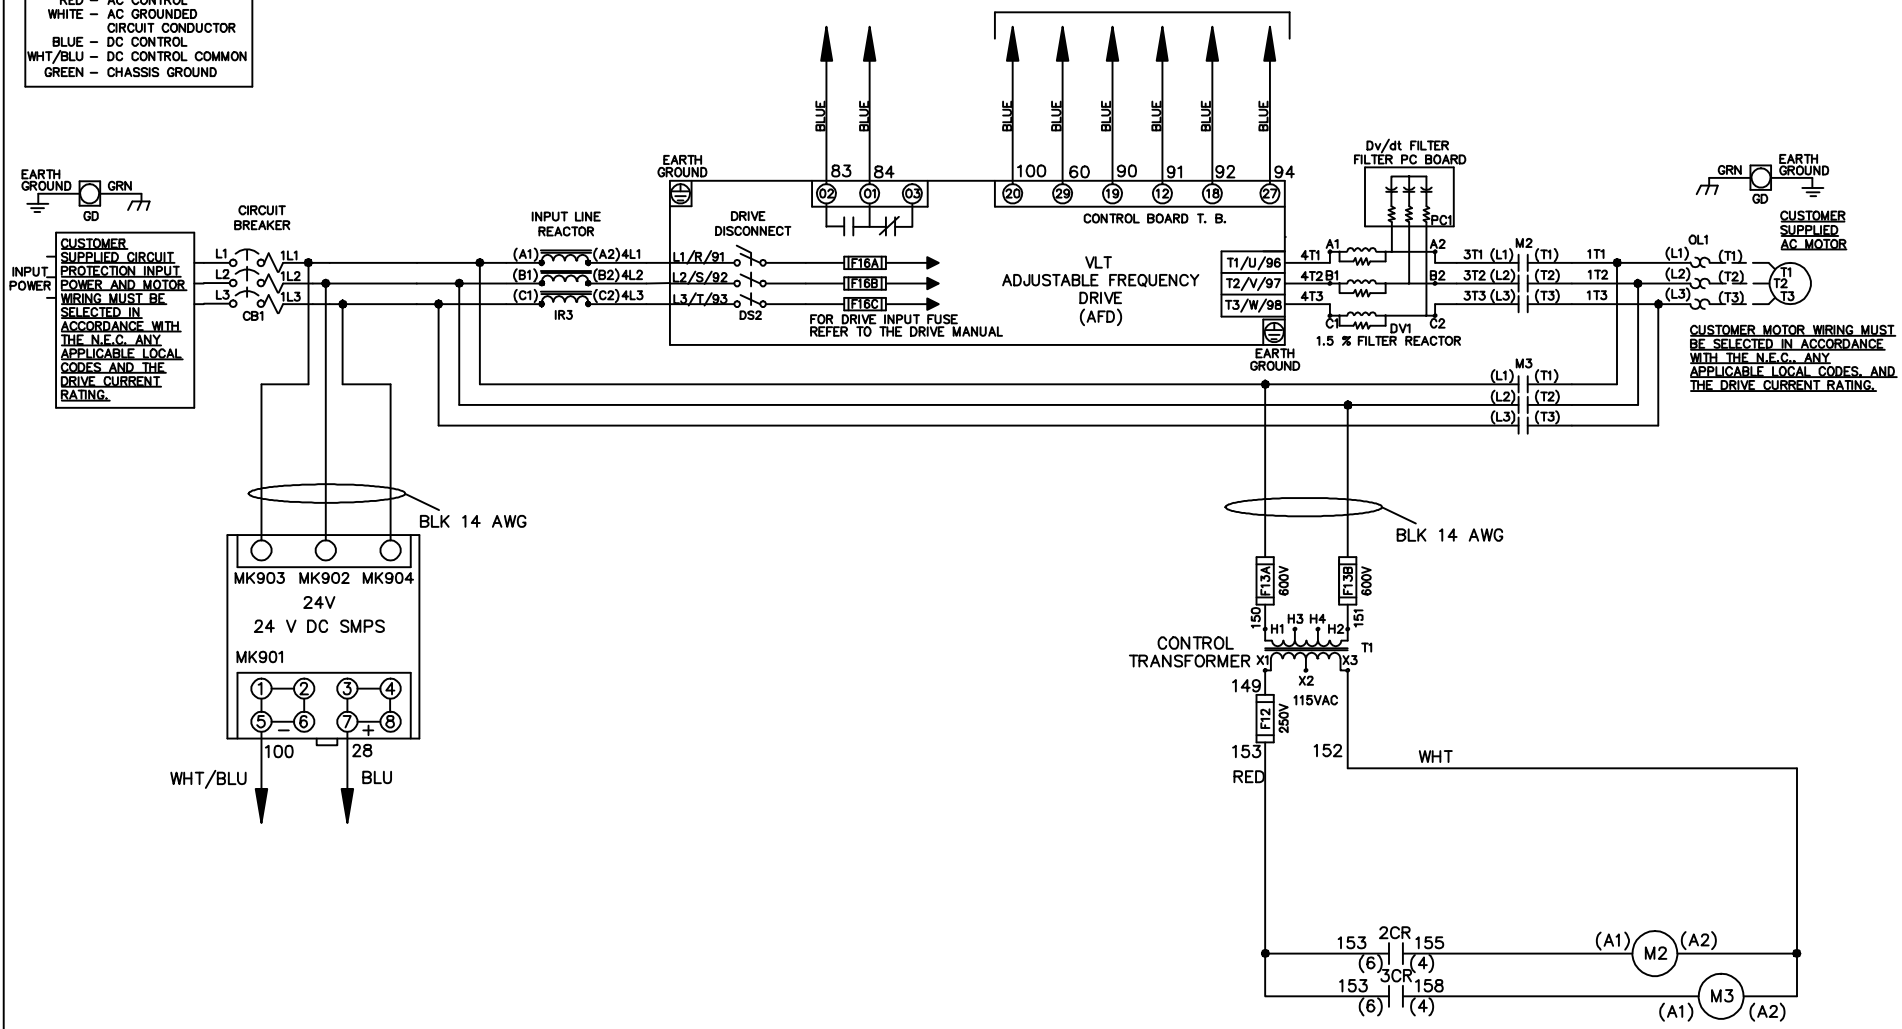 RED – AC CONTROL
WHITE – AC GROUNDED
CIRCUIT CONDUCTOR
BLUE – DC CONTROL
WHT/BLU – DC CONTROL COMMON
GREEN – CHASSIS GROUND
BLUE
BLUE
BLUE
BLUE
BLUE
BLUE
BLUE
BLUE
EARTH
GROUND
GRN
GD
CIRCUIT
BREAKER
INPUT LINE
REACTOR
EARTH
GROUND
DRIVE
DISCONNECT
83
84
02
01
03
100
60
90
91
92
94
20
29
19
12
18
27
CONTROL BOARD T. B.
Dv/dt FILTER
FILTER PC BOARD
PC1
GRN
EARTH
GROUND
GD
CUSTOMER
SUPPLIED
AC MOTOR
INPUT
POWER
CUSTOMER
SUPPLIED CIRCUIT
PROTECTION INPUT
POWER AND MOTOR
WIRING MUST BE
SELECTED IN
ACCORDANCE WITH
THE N.E.C. ANY
APPLICABLE LOCAL
CODES AND THE
DRIVE CURRENT
RATING.
L1
1L1
L2
1L2
L3
1L3
CB1
(A1)
(A2)
4L1
(B1)
(B2)
4L2
(C1)
(C2)
4L3
IR3
L1/R/91
L2/S/92
L3/T/93
DS2
F16A
F16B
F16C
FOR DRIVE INPUT FUSE
REFER TO THE DRIVE MANUAL
VLT
ADJUSTABLE FREQUENCY
DRIVE
(AFD)
T1/U/96
T2/V/97
T3/W/98
EARTH
GROUND
4T1
A1
A2
4T2
B1
B2
4T3
C1
C2
DV1
1.5 % FILTER REACTOR
M2
3T1 (L1) (T1) 1T1
3T2 (L2) (T2) 1T2
3T3 (L3) (T3) 1T3
OL1
(L1) (T1)
(L2) (T2)
(L3) (T3)
T1
T2
T3
CUSTOMER MOTOR WIRING MUST
BE SELECTED IN ACCORDANCE
WITH THE N.E.C., ANY
APPLICABLE LOCAL CODES, AND
THE DRIVE CURRENT RATING.
M3
(L1) (T1)
(L2) (T2)
(L3) (T3)
BLK 14 AWG
BLK 14 AWG
MK903 MK902 MK904
24V
24 V DC SMPS
MK901
1 2 3 4
5 6 7 8
– +
100
28
WHT/BLU
BLU
F13A
600V
F13B
600V
150
151
H1 H3 H4 H2
T1
CONTROL
TRANSFORMER
X1
X3
X2
149
115VAC
F12
250V
153
152
RED
WHT
2CR
153 155
(6) (4)
(A1) M2 (A2)
3CR
153 158
(6) (4)
(A1) M3 (A2)